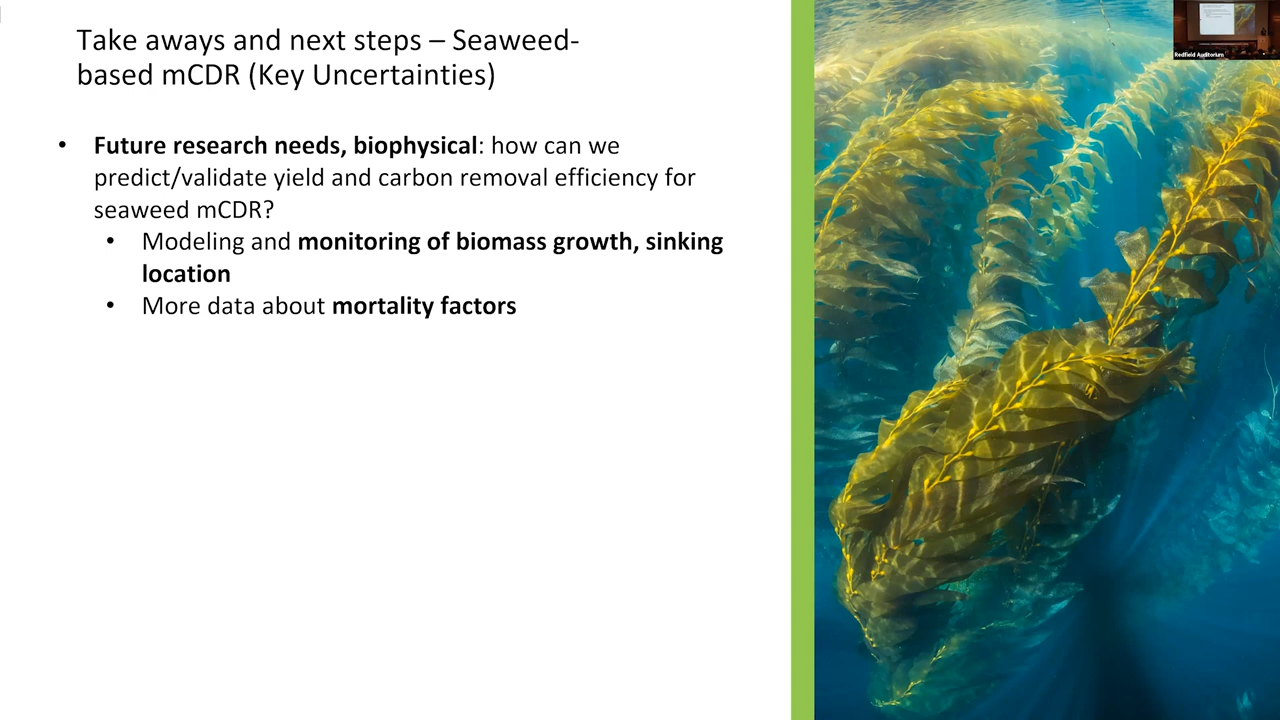 Take aways and next steps – Seaweed-
based mCDR (Key Uncertainties)
• Future research needs, biophysical: how can we
predict/validate yield and carbon removal efficiency for
seaweed mCDR?
• Modeling and monitoring of biomass growth, sinking
location
• More data about mortality factors
Redfield Auditorium